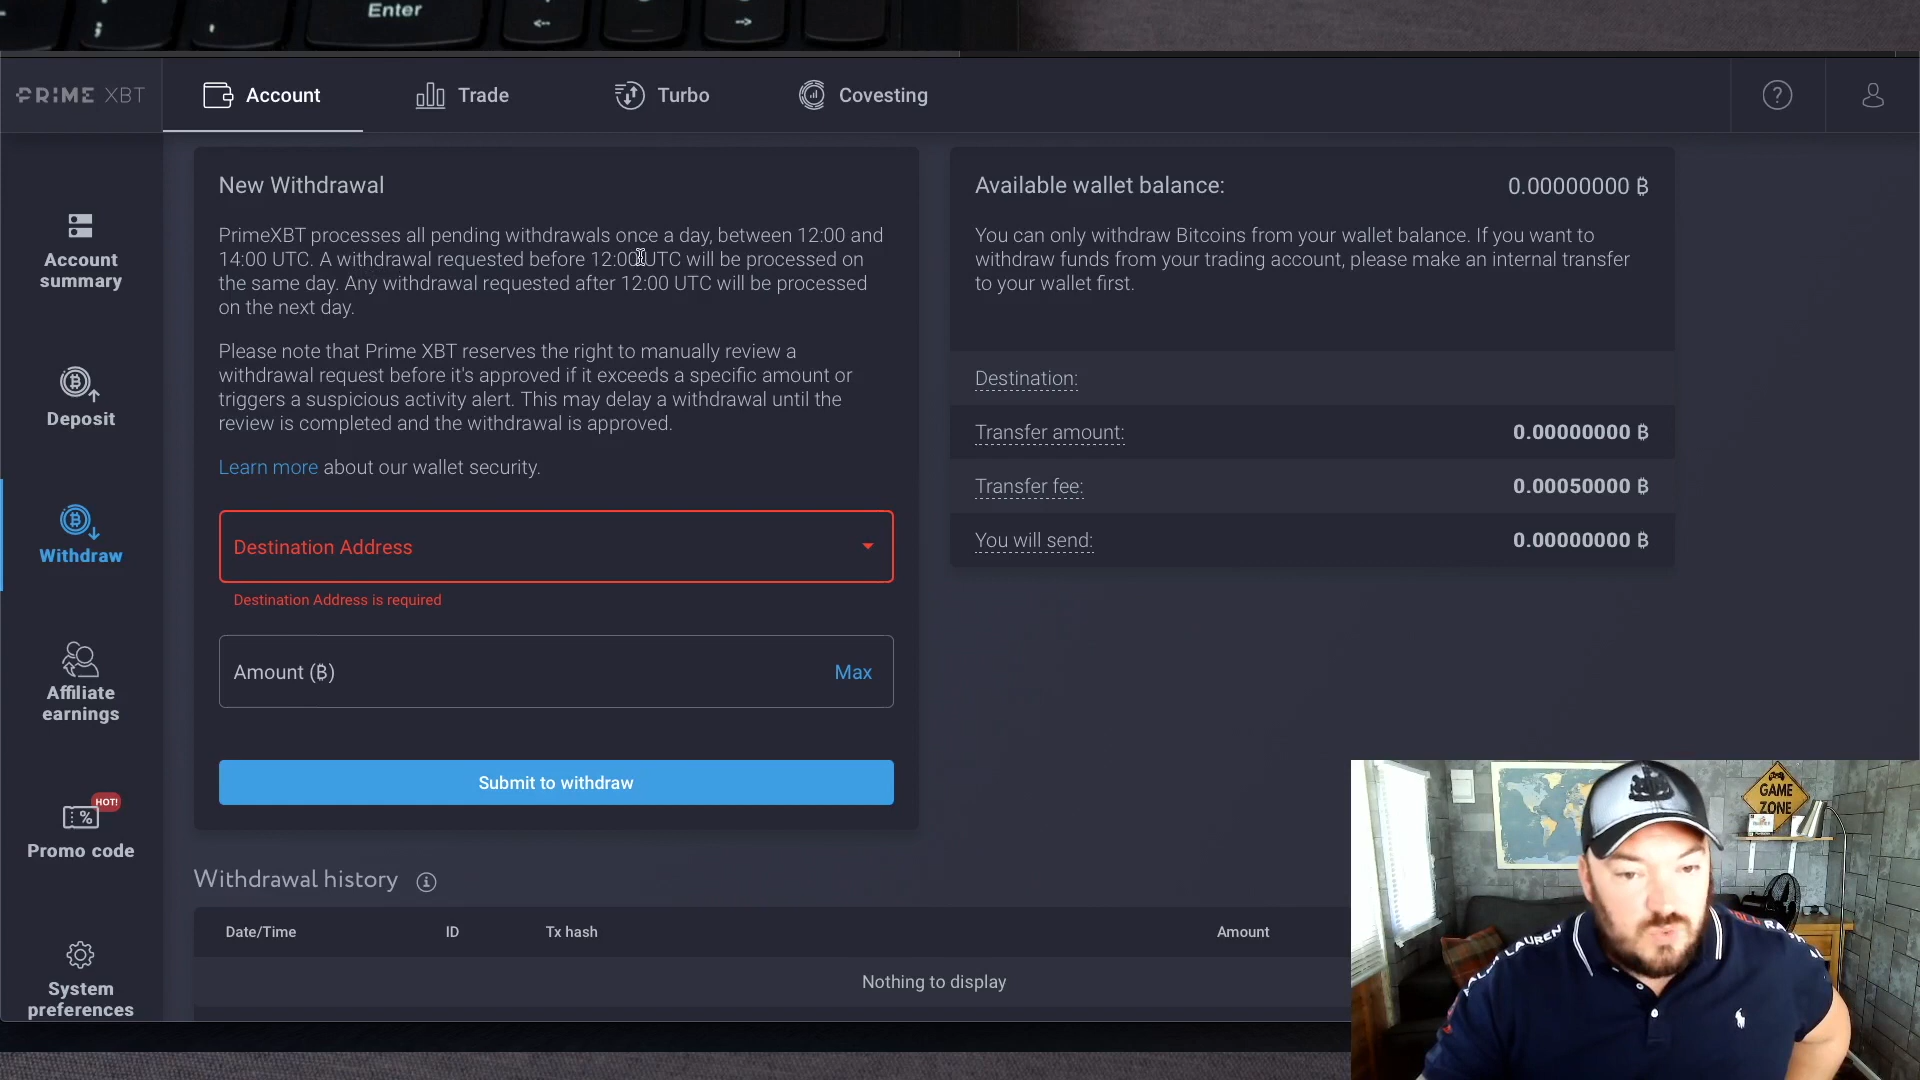 Enter
;
,
<--
-->
PRIME XBT
Account
Trade
Turbo
Covesting
?
Account
summary
Deposit
Withdraw
Affiliate
earnings
HOT!
%
Promo code
System
preferences
New Withdrawal
PrimeXBT processes all pending withdrawals once a day, between 12:00 and
14:00 UTC. A withdrawal requested before 12:00 UTC will be processed on
the same day. Any withdrawal requested after 12:00 UTC will be processed
on the next day.
Please note that Prime XBT reserves the right to manually review a
withdrawal request before it's approved if it exceeds a specific amount or
triggers a suspicious activity alert. This may delay a withdrawal until the
review is completed and the withdrawal is approved.
Learn more about our wallet security.
Destination Address
Destination Address is required
Amount (₿)
Max
Submit to withdraw
Available wallet balance:
0.00000000 ₿
You can only withdraw Bitcoins from your wallet balance. If you want to
withdraw funds from your trading account, please make an internal transfer
to your wallet first.
Destination:
Transfer amount:
0.00000000 ₿
Transfer fee:
0.00050000 ₿
You will send:
0.00000000 ₿
Withdrawal history
Date/Time
ID
Tx hash
Amount
Nothing to display
GAME
ZONE
LAUREN